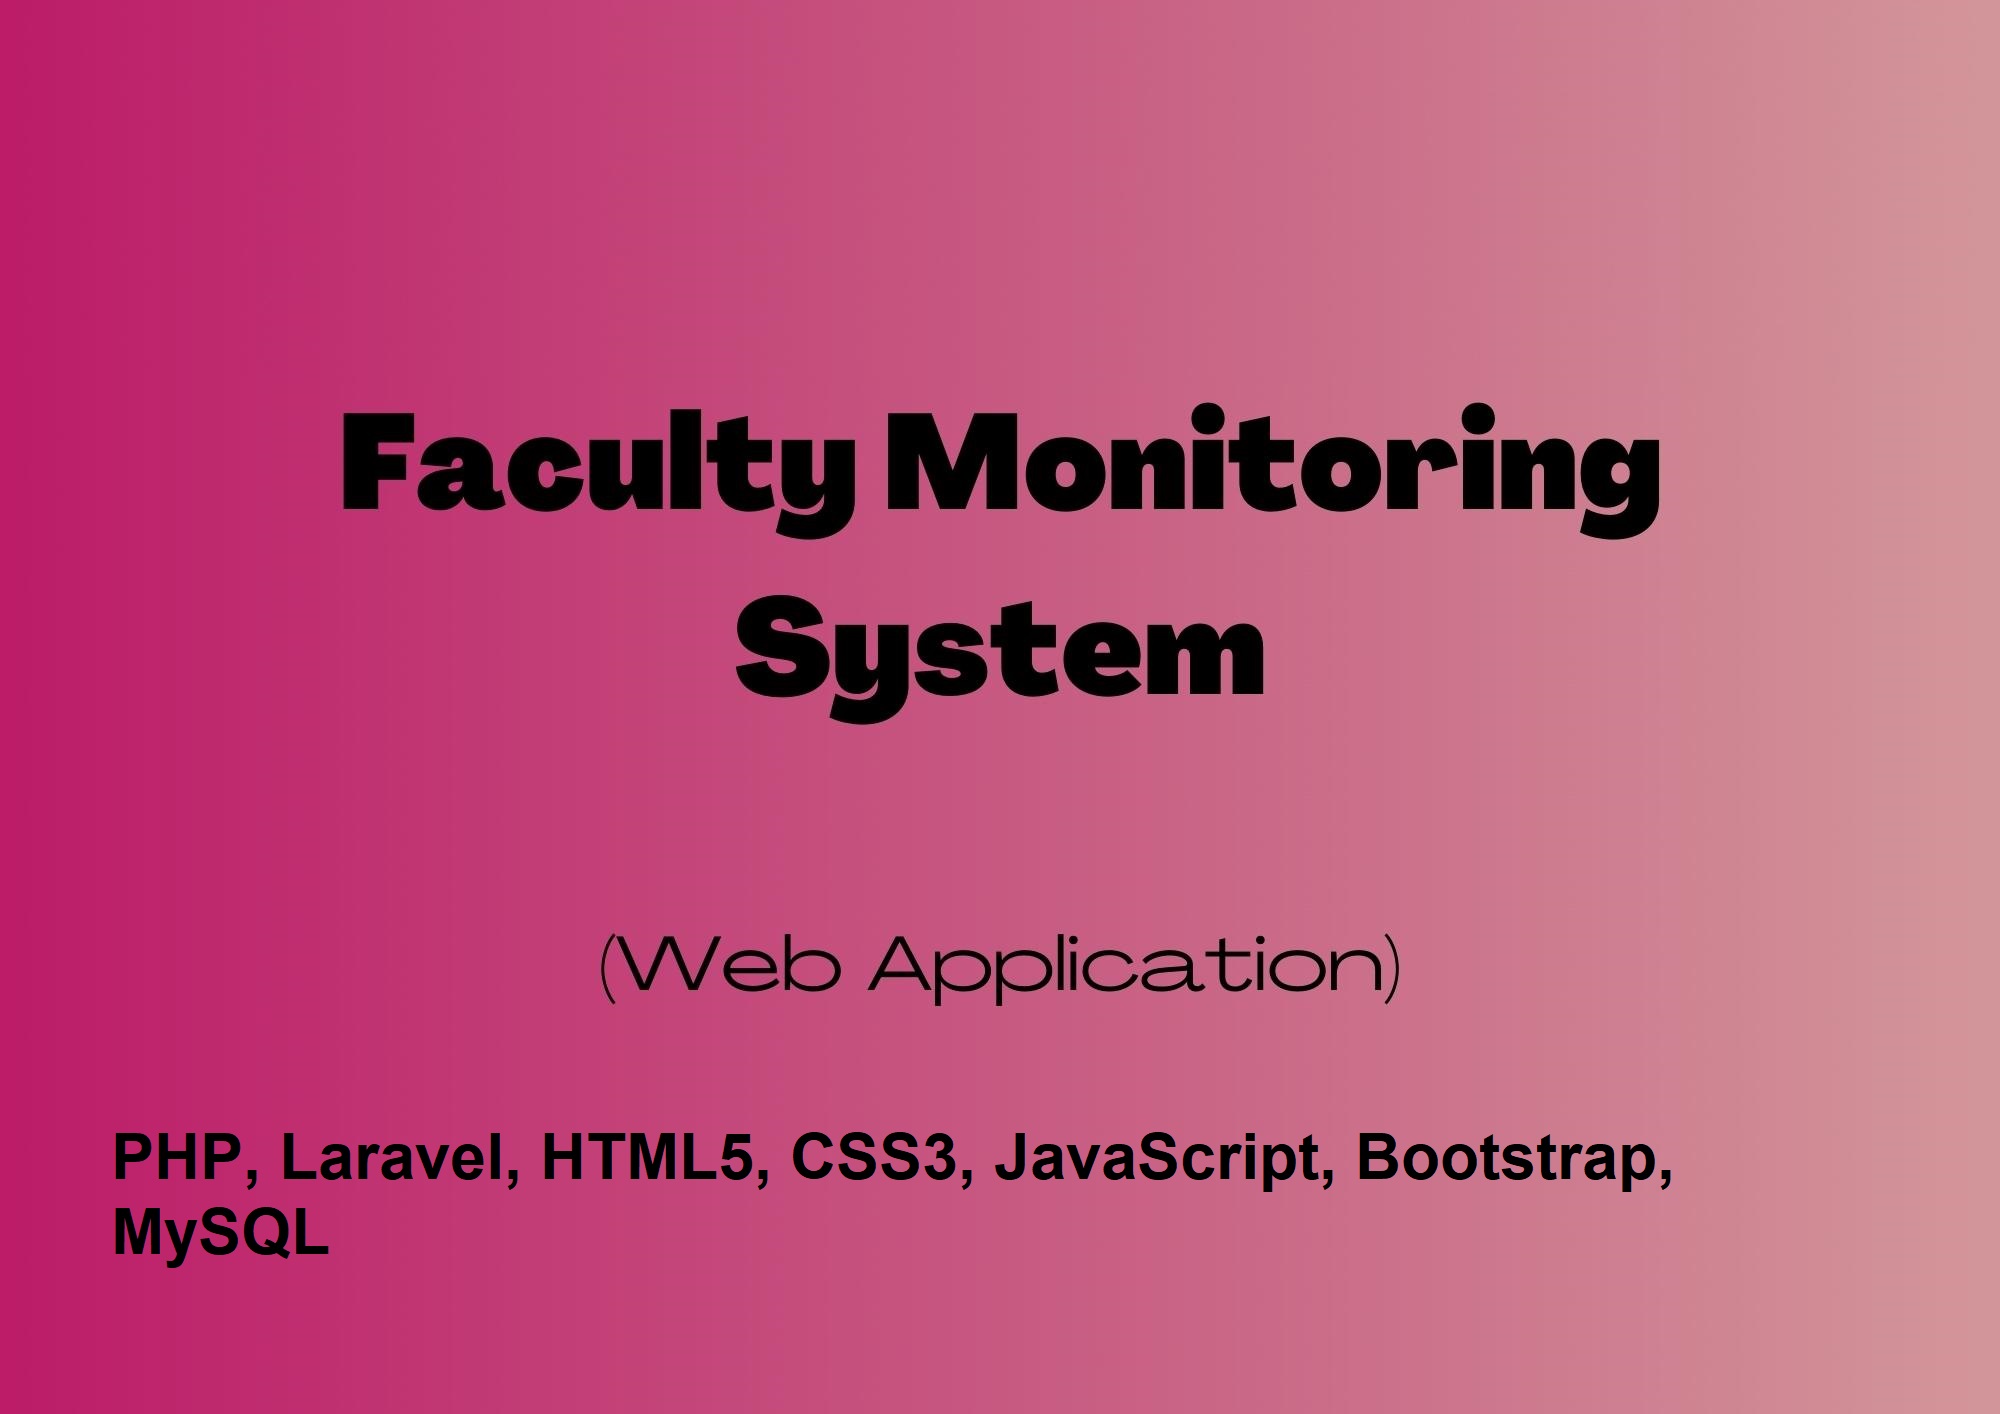 Faculty Monitoring
System
(Web Application)
PHP, Laravel, HTML5, CSS3, JavaScript, Bootstrap,
MySQL